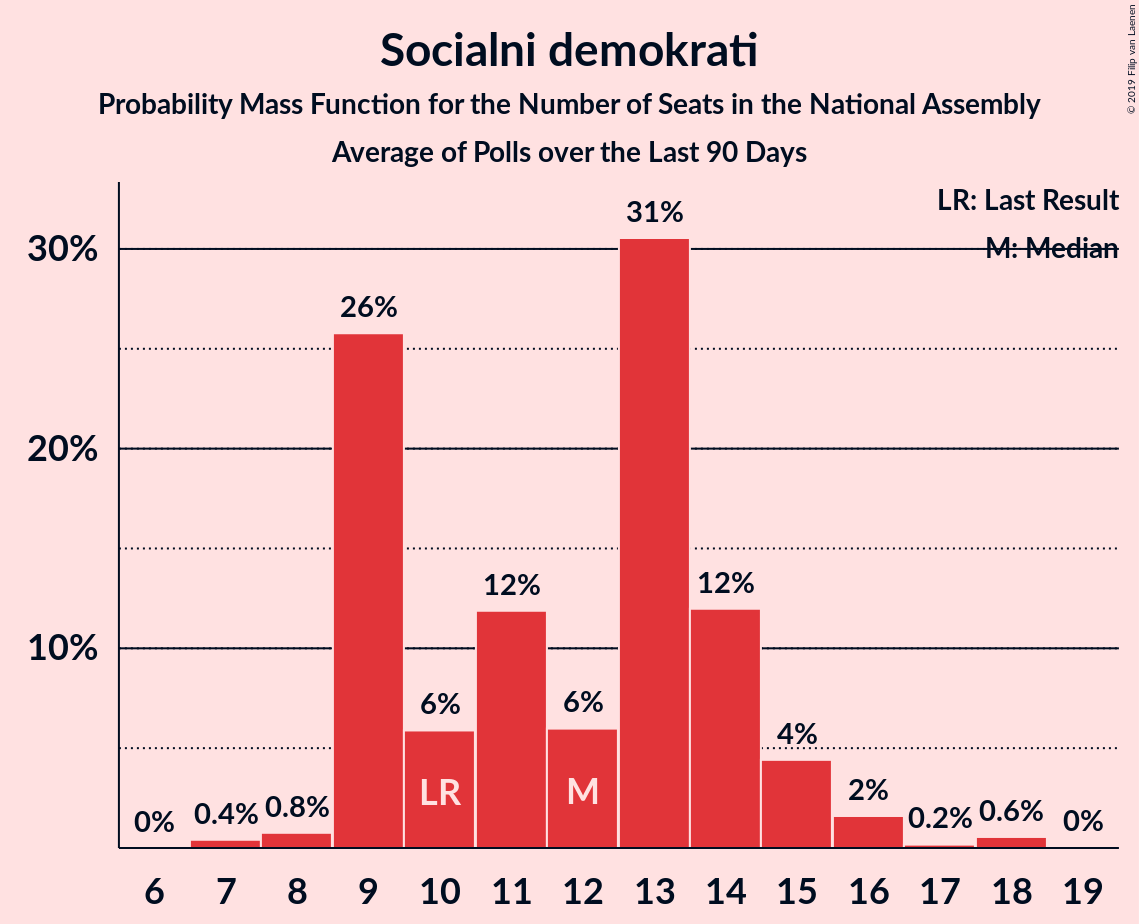 Socialni demokrati
Probability Mass Function for the Number of Seats in the National Assembly
Average of Polls over the Last 90 Days
© 2019 Filip van Laenen
LR: Last Result
M: Median
30%
20%
10%
0%
0.4%
0.8%
26%
6%
12%
6%
31%
12%
4%
2%
0.2%
0.6%
0%
LR
M
6 7 8 9 10 11 12 13 14 15 16 17 18 19